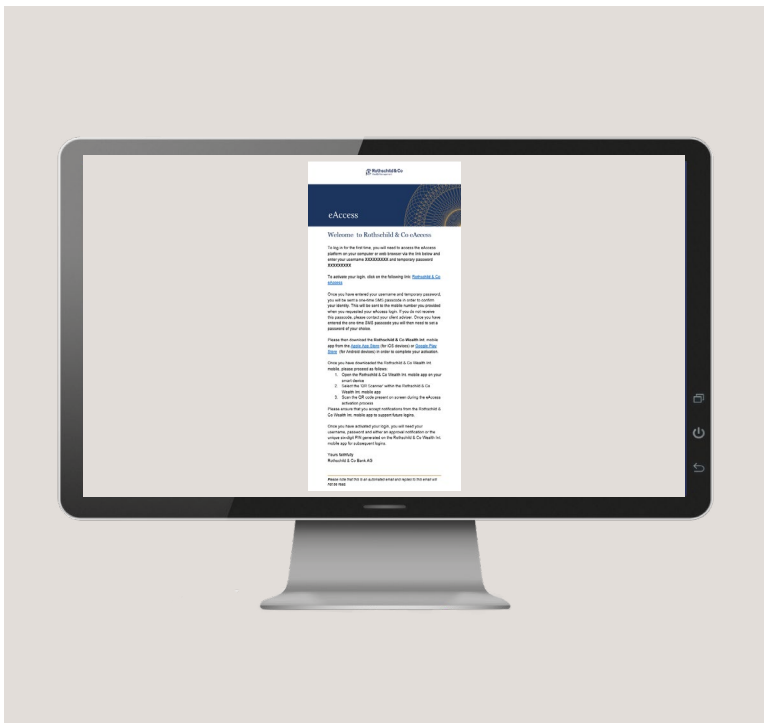 Rothschild & Co
eAccess
Welcome to Rothschild & Co eAccess
To log in for the first time, you will need to access the eAccess
platform on your computer or web browser via the link below and
enter your username XXXXXXXXX and temporary password
XXXXXXXXX
To activate your login, click on the following link: Rothschild & Co
eAccess
Once you have entered your username and temporary password,
you will be sent a one-time SMS passcode in order to confirm
your identity. This will be sent to the mobile number you provided
when you requested your eAccess login. If you do not receive
this passcode, please contact your client adviser. Once you have
entered the one-time SMS passcode you will then need to set a
password of your choice.
Please then download the Rothschild & Co Wealth Int. mobile
app from the Apple App Store (for iOS devices) or Google Play
Store (for Android devices) in order to complete your activation.
Once you have downloaded the Rothschild & Co Wealth Int.
mobile, please proceed as follows:
1. Open the Rothschild & Co Wealth Int. mobile app on your
smart device
2. Select the 'QR Scanner' within the Rothschild & Co
Wealth Int. mobile app
3. Scan the QR code present on screen during the eAccess
activation process
Please ensure that you accept notifications from the Rothschild &
Co Wealth Int. mobile app to support future logins.
Once you have activated your login, you will need your
username, password and either an approval notification or the
unique six-digit PIN generated on the Rothschild & Co Wealth Int.
mobile app for subsequent logins.
Yours faithfully
Rothschild & Co Bank AG
Please note that this is an automated email and replies to this email will
not be read.